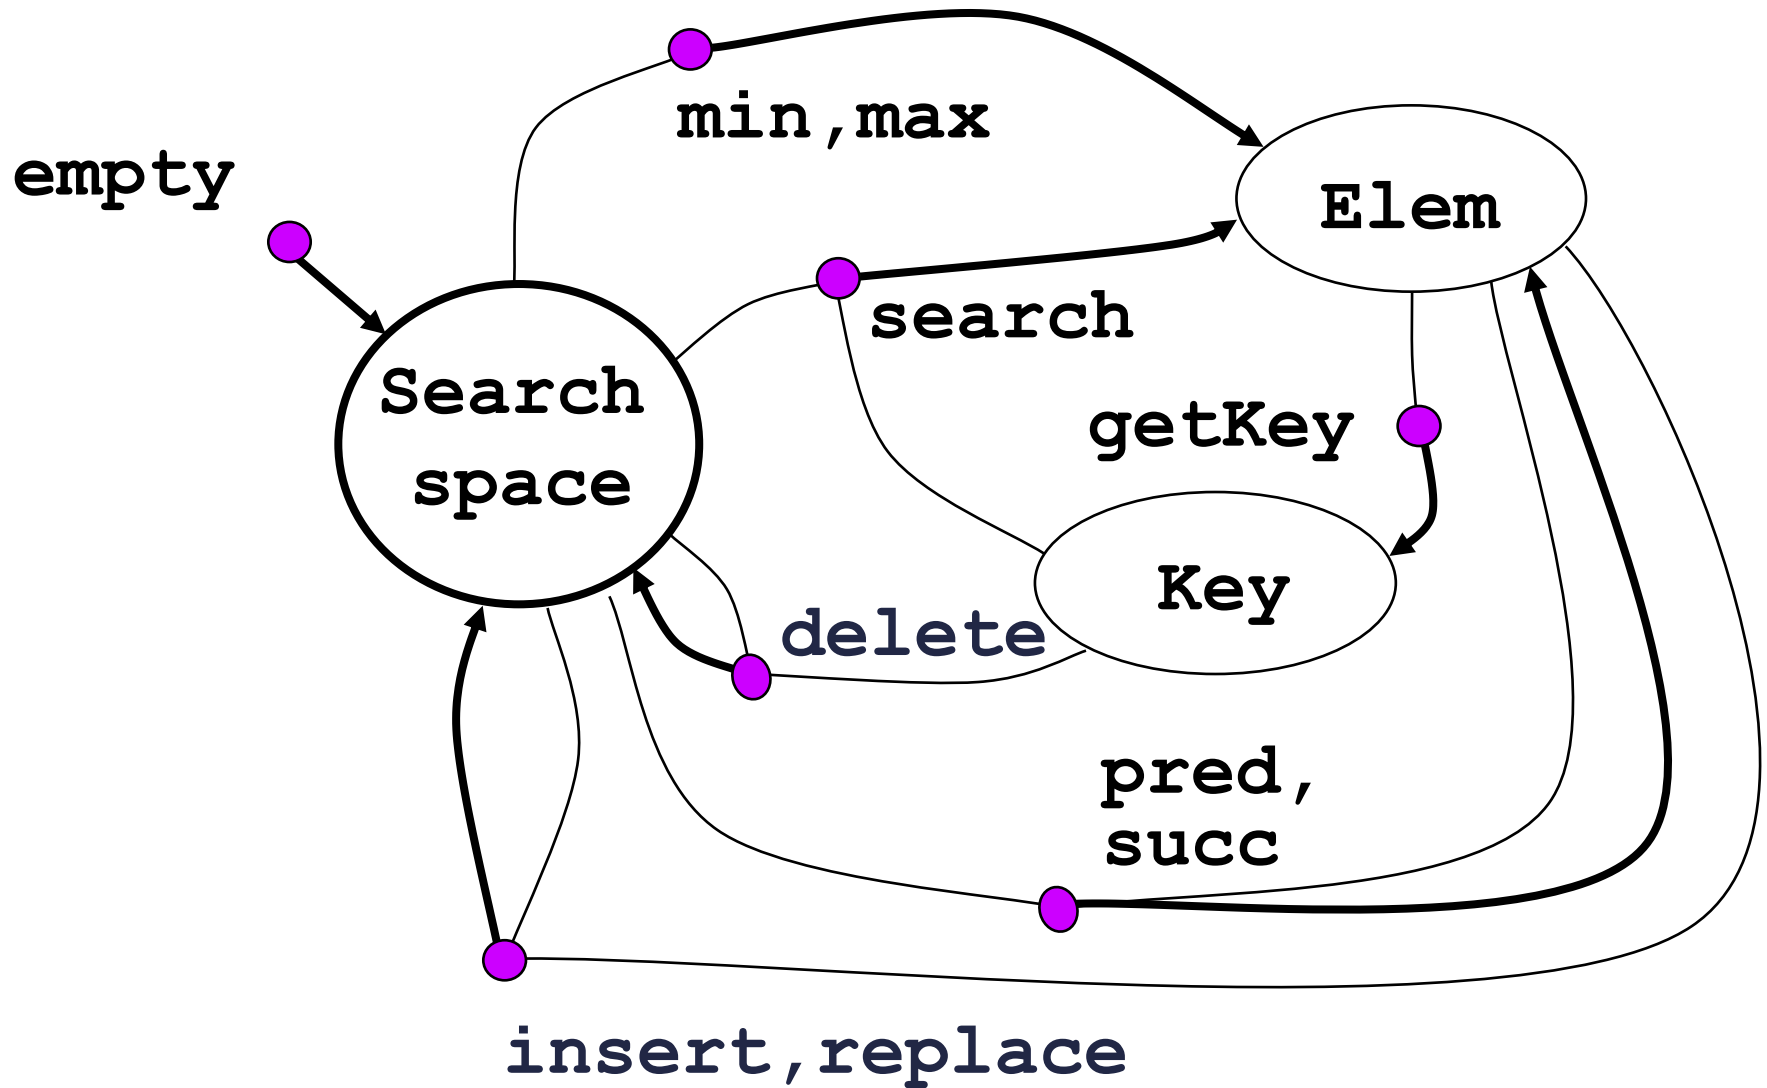 min,max
empty
Elem
search
Search
space
getKey
Key
delete
pred,
succ
insert,replace